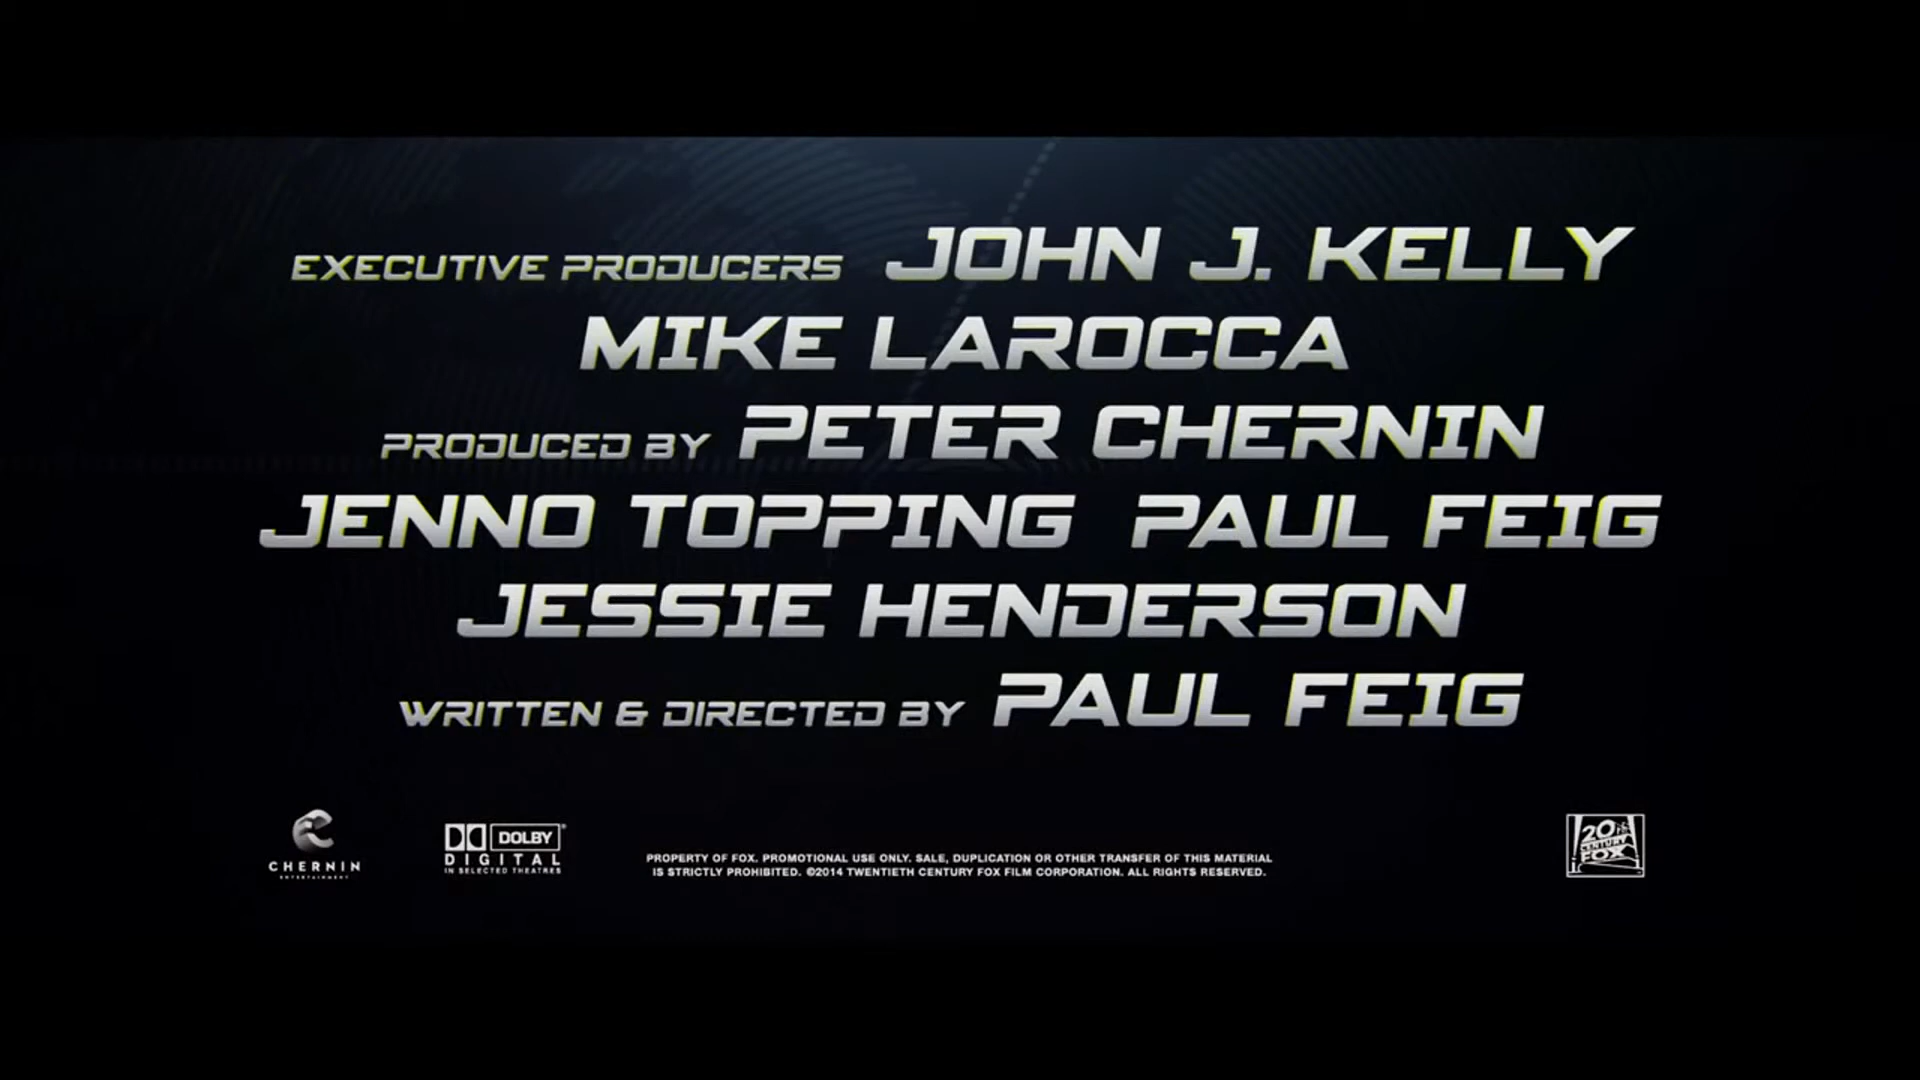 EXECUTIVE PRODUCERS JOHN J. KELLY
MIKE LAROCCA
PRODUCED BY PETER CHERNIN
JENNO TOPPING PAUL FEIG
JESSIE HENDERSON
WRITTEN & DIRECTED BY PAUL FEIG
CHERNIN
ENTERTAINMENT
DOLBY
DIGITAL
IN SELECTED THEATRES
PROPERTY OF FOX. PROMOTIONAL USE ONLY. SALE, DUPLICATION OR OTHER TRANSFER OF THIS MATERIAL
IS STRICTLY PROHIBITED. ©2014 TWENTIETH CENTURY FOX FILM CORPORATION. ALL RIGHTS RESERVED.
20th
CENTURY
FOX